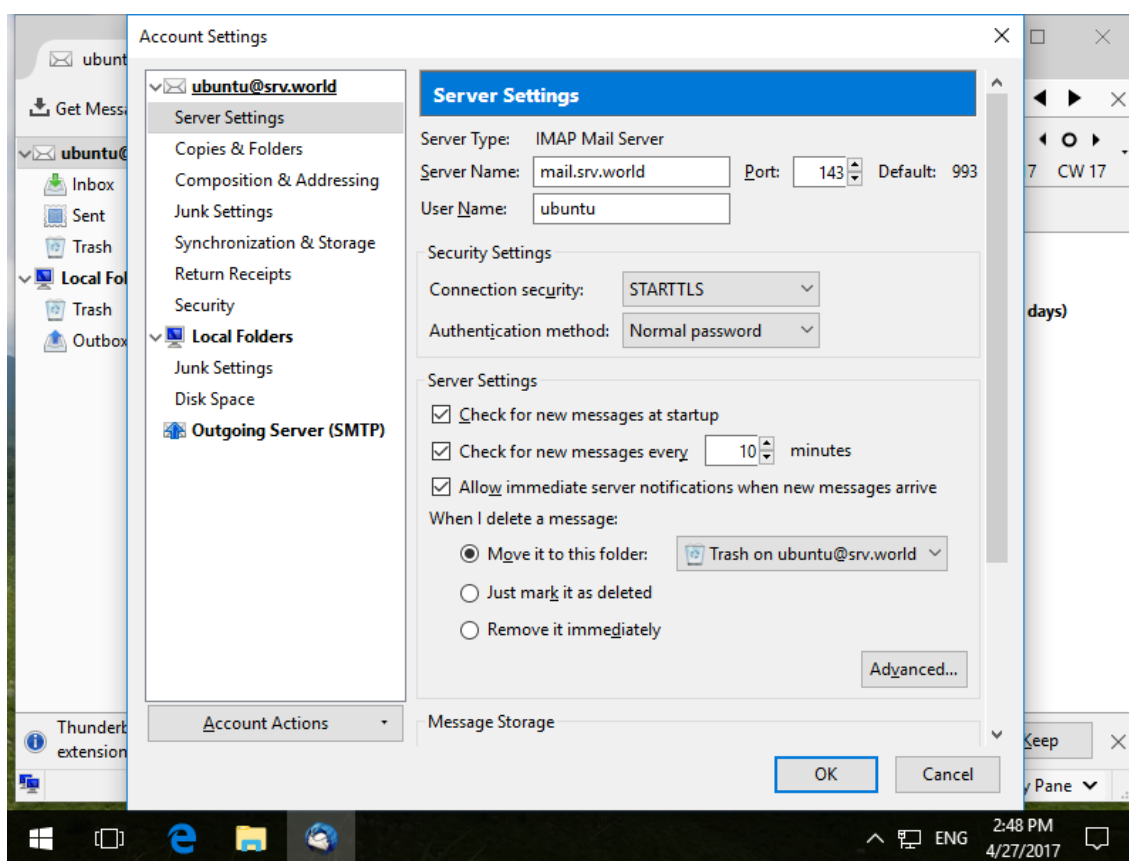 Account Settings
ubunt
Get Messa
ubuntu@
Inbox
Sent
Trash
Local Fol
Trash
Outbox
ubuntu@srv.world
Server Settings
Copies & Folders
Composition & Addressing
Junk Settings
Synchronization & Storage
Return Receipts
Security
Local Folders
Junk Settings
Disk Space
Outgoing Server (SMTP)
Account Actions
Server Settings
Server Type: IMAP Mail Server
Server Name: mail.srv.world Port: 143 Default: 993
User Name: ubuntu
Security Settings
Connection security: STARTTLS
Authentication method: Normal password
Server Settings
Check for new messages at startup
Check for new messages every 10 minutes
Allow immediate server notifications when new messages arrive
When I delete a message:
Move it to this folder: Trash on ubuntu@srv.world
Just mark it as deleted
Remove it immediately
Advanced...
Message Storage
OK Cancel
7 CW 17
days)
Thunderb
extension
Keep
y Pane
ENG
2:48 PM
4/27/2017